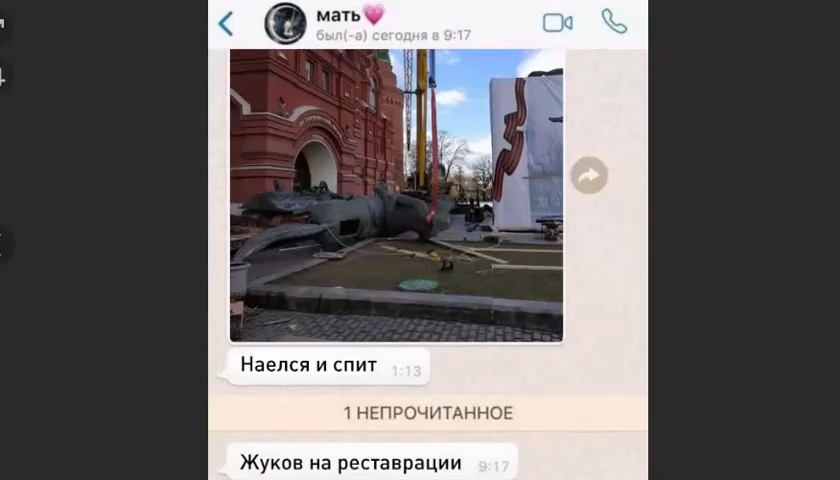 мать💗
был(-а) сегодня в 9:17
Наелся и спит 1:13
1 НЕПРОЧИТАННОЕ
Жуков на реставрации 9:17